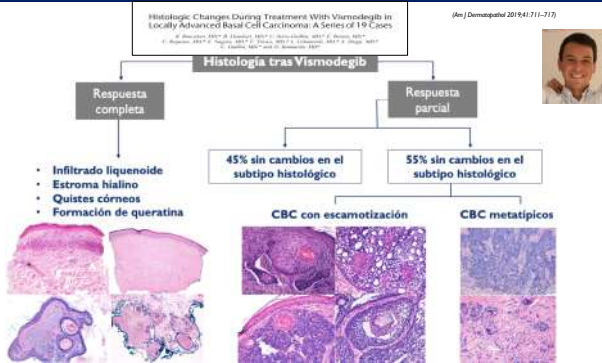 Histologic Changes During Treatment With Vismodegib in
Locally Advanced Basal Cell Carcinoma: A Series of 19 Cases
(Am J Dermatopathol 2019;41:711–717)
Histología tras Vismodegib
Respuesta
completa
Respuesta
parcial
45% sin cambios en el
subtipo histológico
55% sin cambios en el
subtipo histológico
• Infiltrado liquenoide
• Estroma hialino
• Quistes córneos
• Formación de queratina
CBC con escamotización
CBC metatípicos